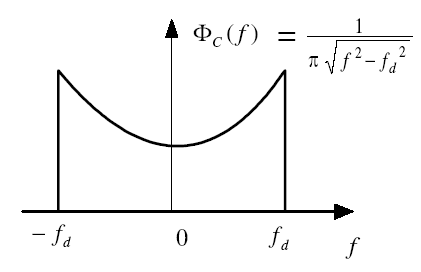 Φ_C(f) = 1 / (π √(f² − f_d²))
− f_d 0 f_d f